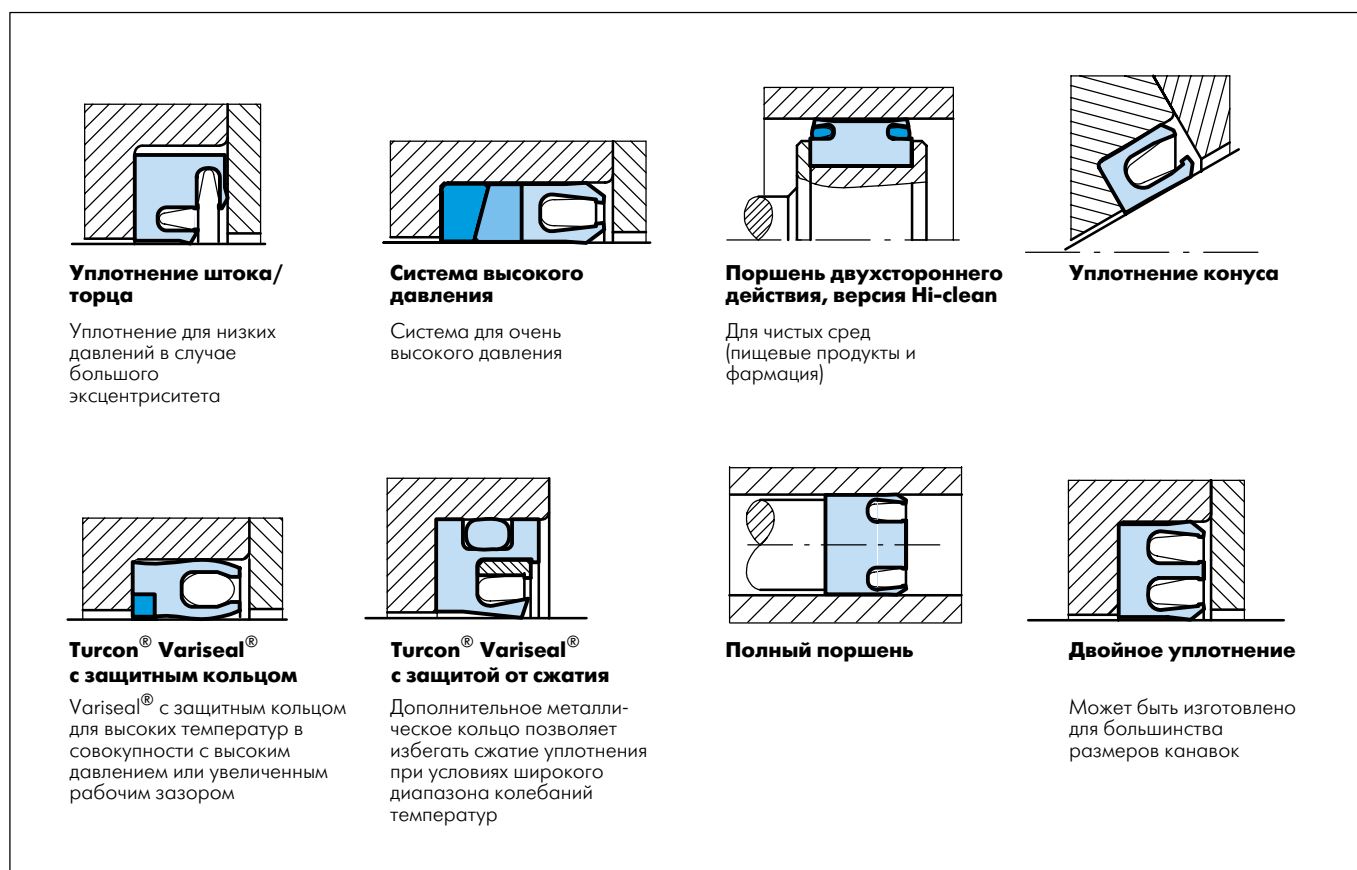 Уплотнение штока/
торца
Уплотнение для низких
давлений в случае
большого
эксцентриситета
Система высокого
давления
Система для очень
высокого давления
Поршень двухстороннего
действия, версия Hi-clean
Для чистых сред
(пищевые продукты и
фармация)
Уплотнение конуса
Turcon® Variseal®
с защитным кольцом
Variseal® с защитным кольцом
для высоких температур в
совокупности с высоким
давлением или увеличенным
рабочим зазором
Turcon® Variseal®
с защитой от сжатия
Дополнительное металли-
ческое кольцо позволяет
избегать сжатие уплотнения
при условиях широкого
диапазона колебаний
температур
Полный поршень
Двойное уплотнение
Может быть изготовлено
для большинства
размеров канавок